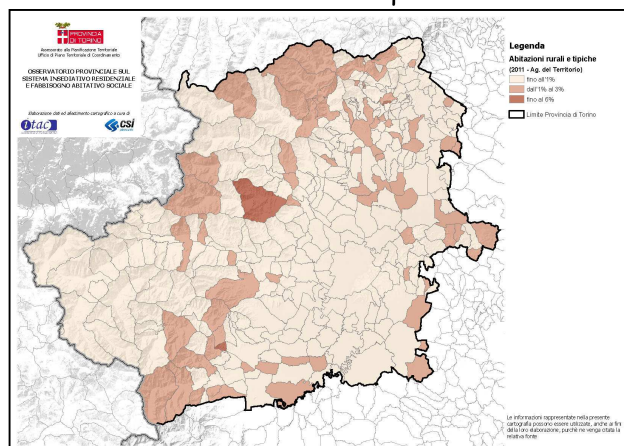 PROVINCIA
DI TORINO
Assessorato alla Pianificazione Territoriale
Ufficio di Piano Territoriale di Coordinamento
OSSERVATORIO PROVINCIALE SUL
SISTEMA INSEDIATIVO RESIDENZIALE
E FABBISOGNO ABITATIVO SOCIALE
Elaborazione dati ed allestimento cartografico a cura di
itac
csi
Legenda
Abitazioni rurali e tipiche
(2011 - Ag. del Territorio)
fino all'1%
dall'1% al 3%
fino al 6%
Limite Provincia di Torino
Le informazioni rappresentate nella presente
cartografia possono essere utilizzate, anche ai fini
della loro elaborazione, purché ne venga citata la
relativa fonte